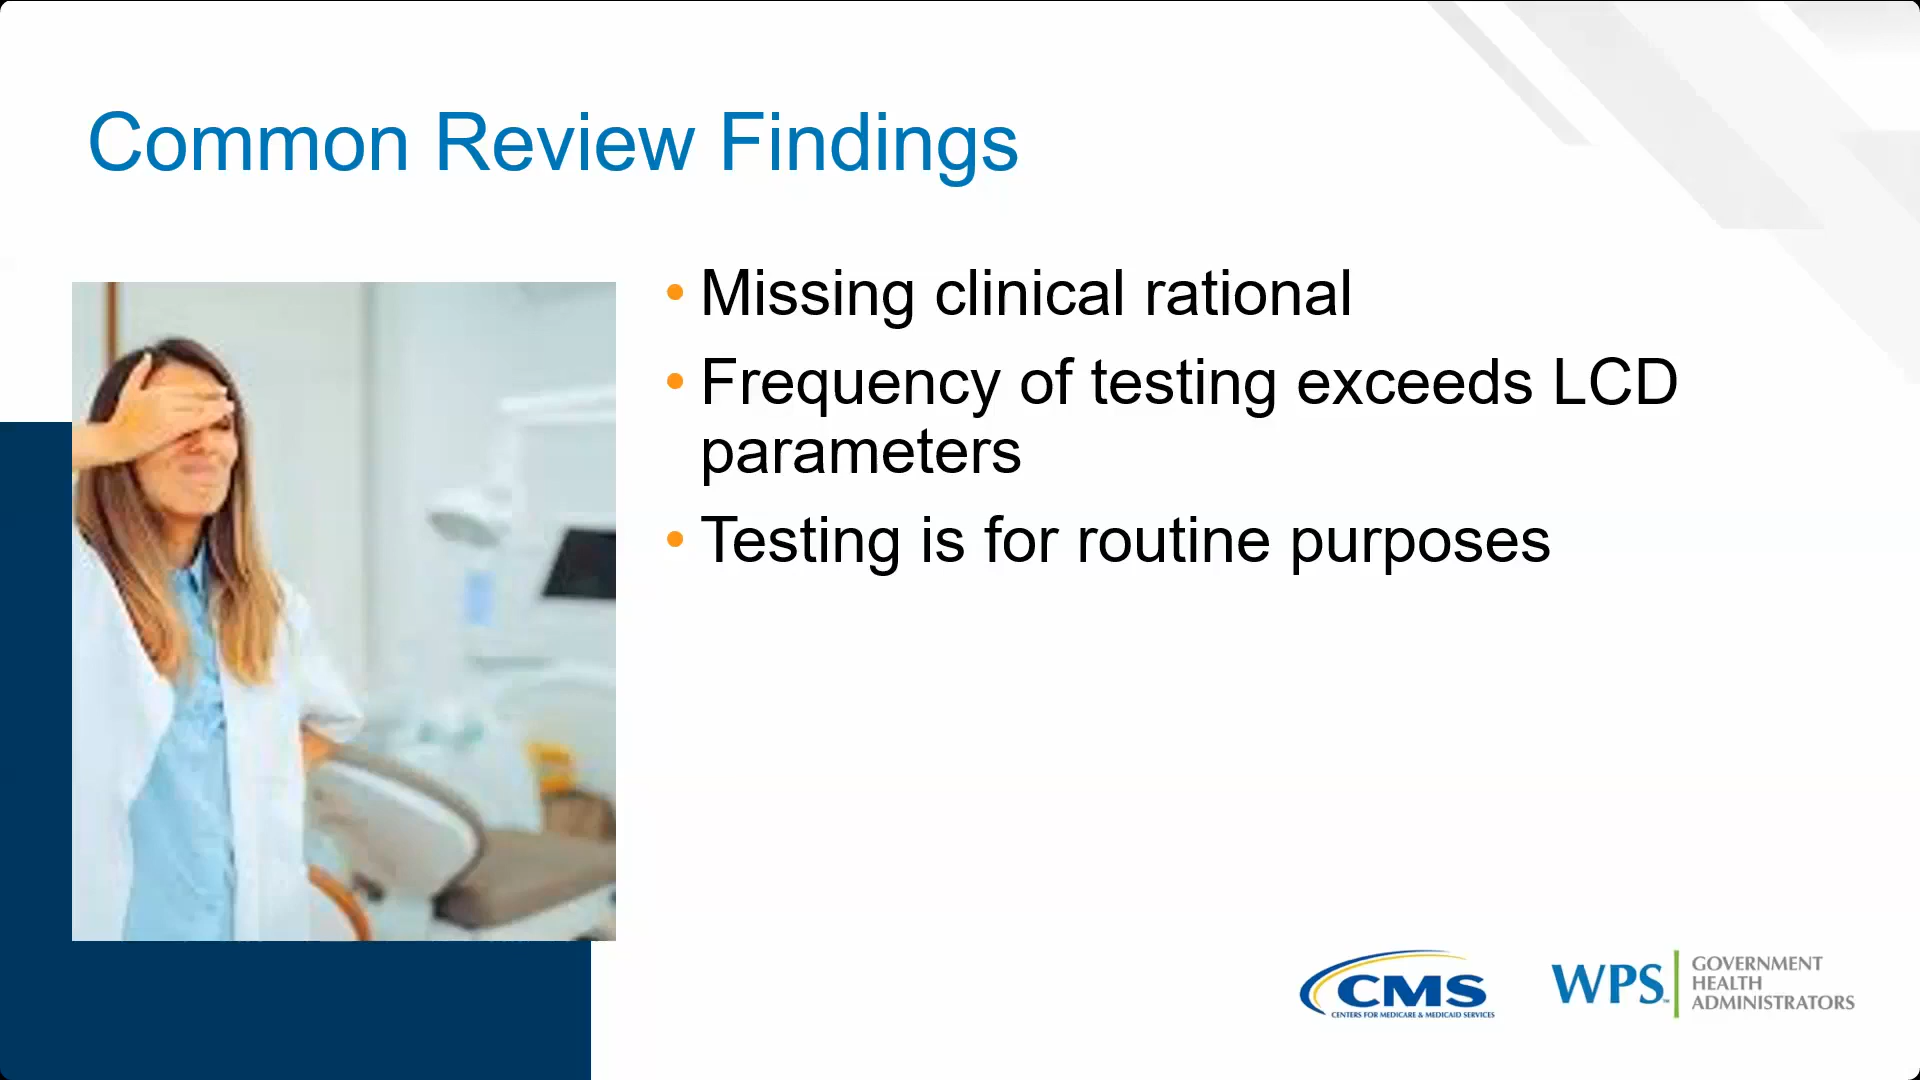 Common Review Findings
• Missing clinical rational
• Frequency of testing exceeds LCD
parameters
• Testing is for routine purposes
CMS
CENTERS FOR MEDICARE & MEDICAID SERVICES
WPS
GOVERNMENT
HEALTH
ADMINISTRATORS